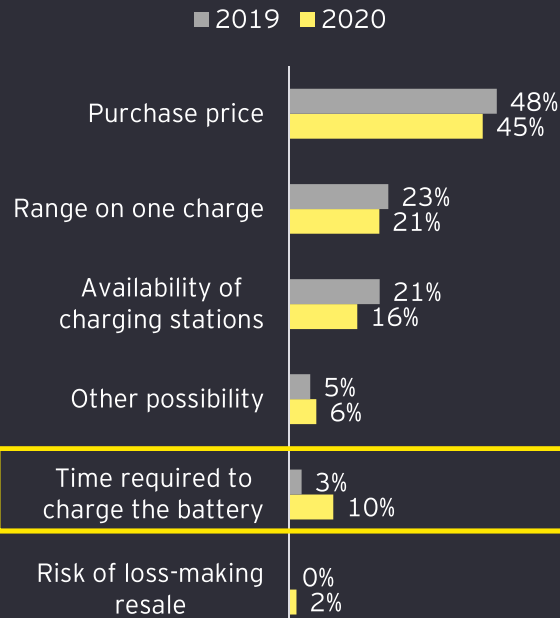 2019 2020
Purchase price
48%
45%
Range on one charge
23%
21%
Availability of
charging stations
21%
16%
Other possibility
5%
6%
Time required to
charge the battery
3%
10%
Risk of loss-making
resale
0%
2%